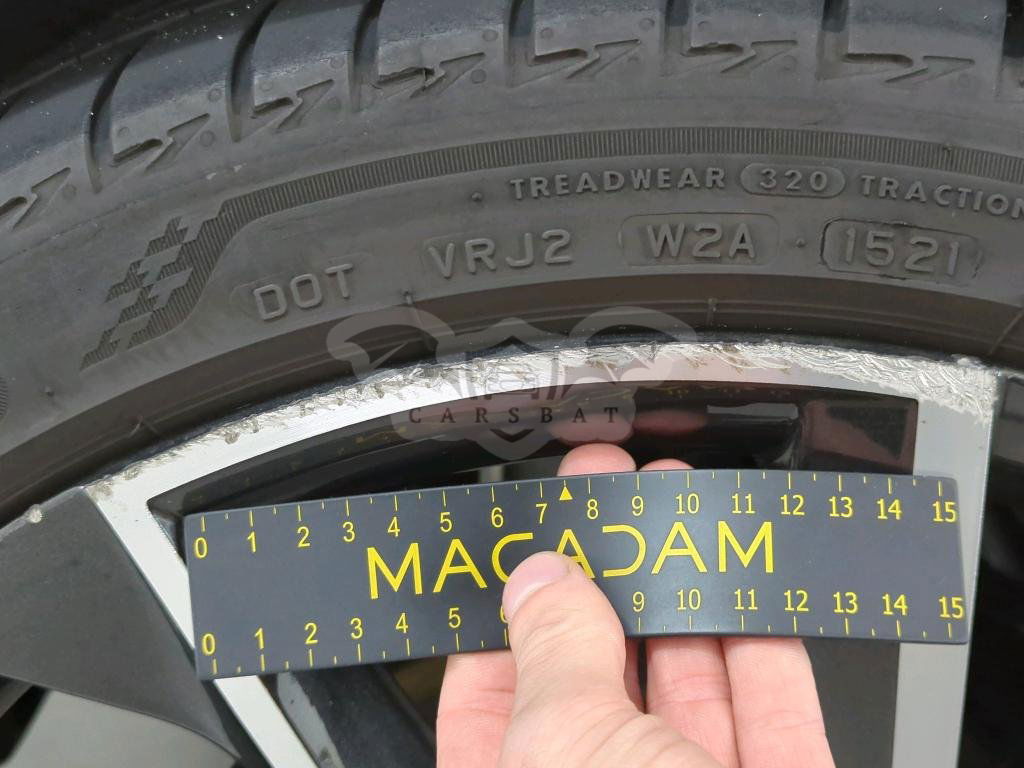 TREADWEAR 320 TRACTION
DOT VRJ2 W2A 1521
CARSBAT
0 1 2 3 4 5 6 7 8 9 10 11 12 13 14 15
MACADAM
0 1 2 3 4 5 6 9 10 11 12 13 14 15